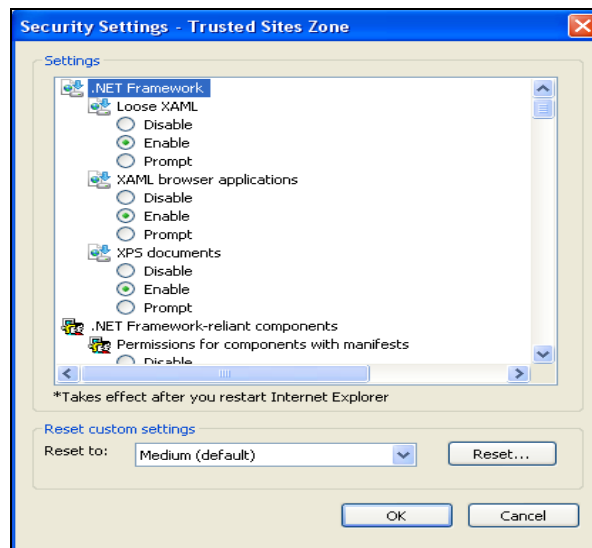 Security Settings - Trusted Sites Zone
Settings
.NET Framework
Loose XAML
Disable
Enable
Prompt
XAML browser applications
Disable
Enable
Prompt
XPS documents
Disable
Enable
Prompt
.NET Framework-reliant components
Permissions for components with manifests
Disable
*Takes effect after you restart Internet Explorer
Reset custom settings
Reset to:
Medium (default)
Reset...
OK
Cancel